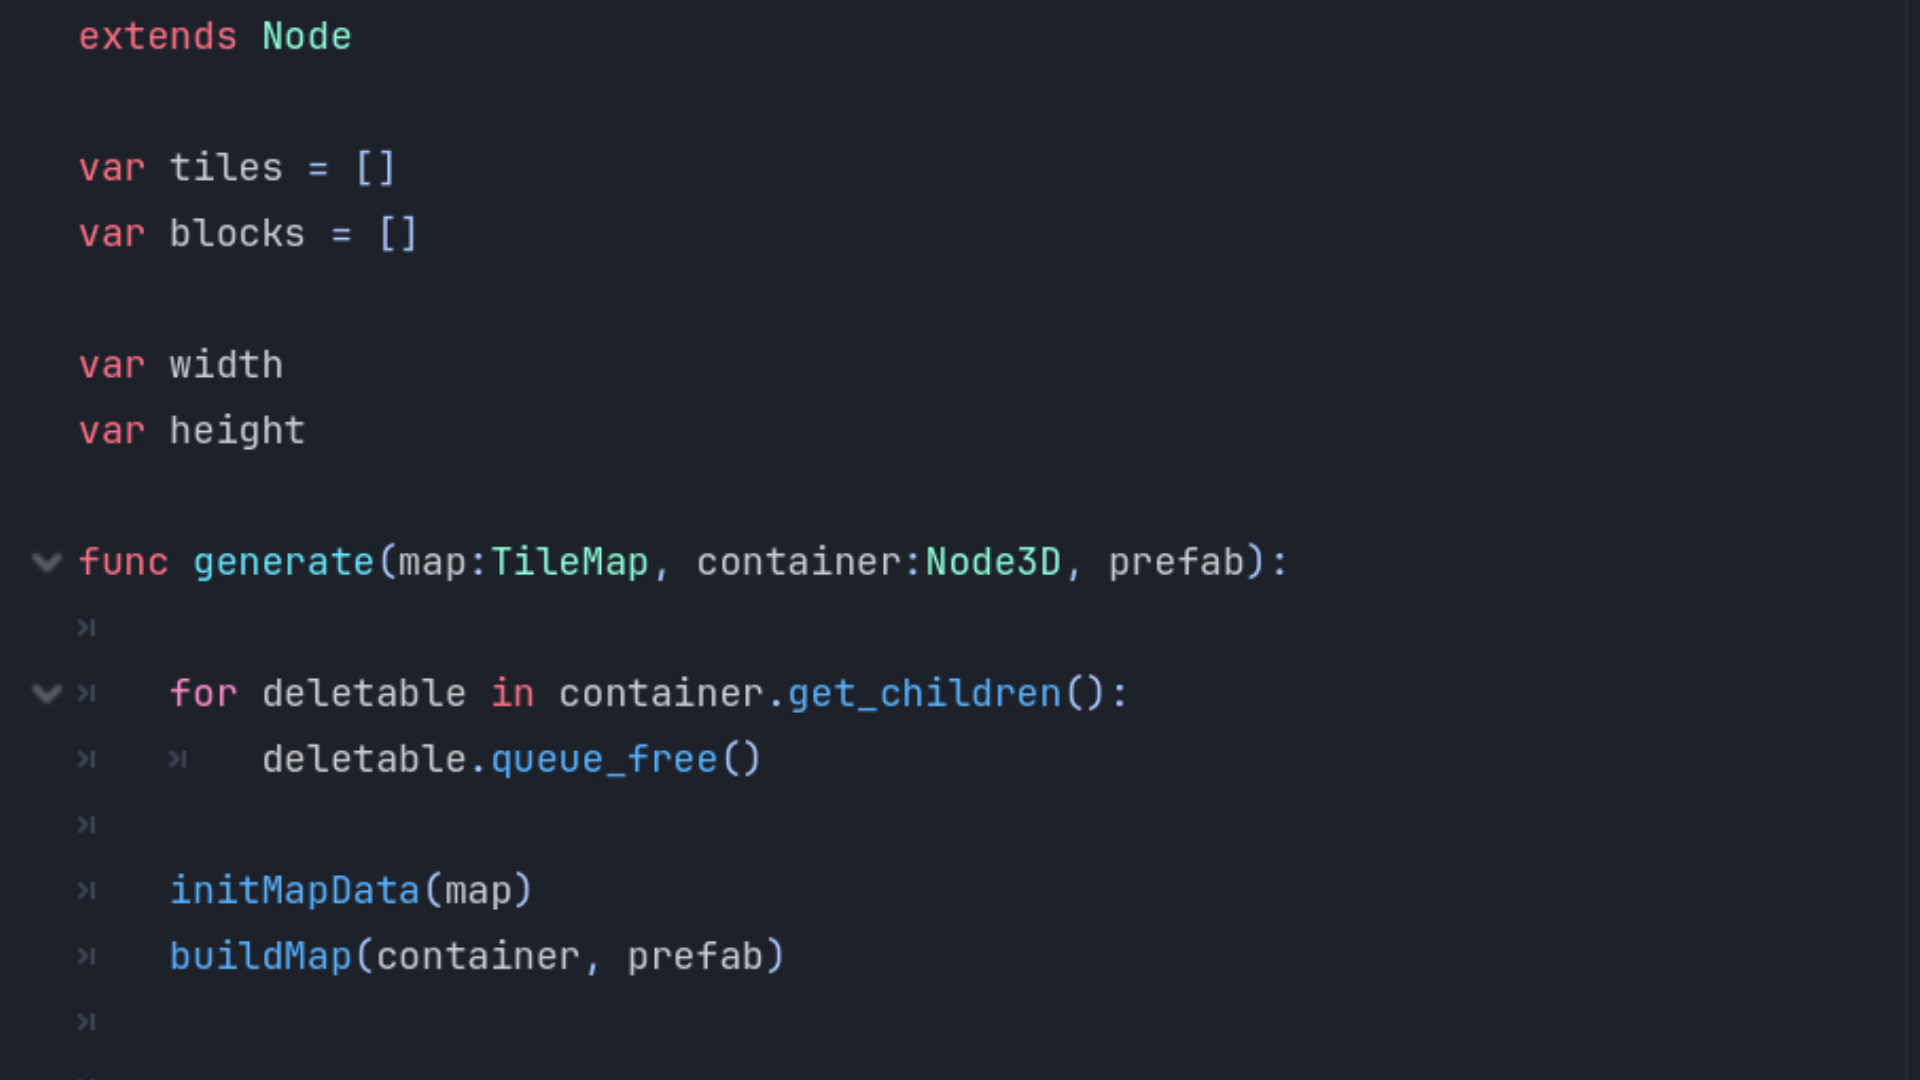 extends Node
var tiles = []
var blocks = []
var width
var height
func generate(map:TileMap, container:Node3D, prefab):
for deletable in container.get_children():
deletable.queue_free()
initMapData(map)
buildMap(container, prefab)